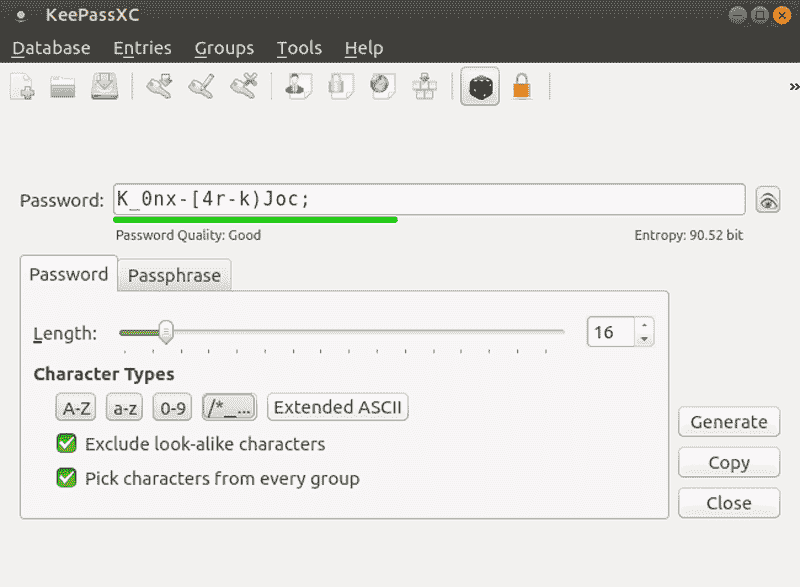 KeePassXC
Database Entries Groups Tools Help
»
Password: K_0nx-[4r-k)Joc;
Password Quality: Good Entropy: 90.52 bit
Password Passphrase
Length: 16
Character Types
A-Z a-z 0-9 /*_... Extended ASCII
Exclude look-alike characters
Pick characters from every group
Generate
Copy
Close